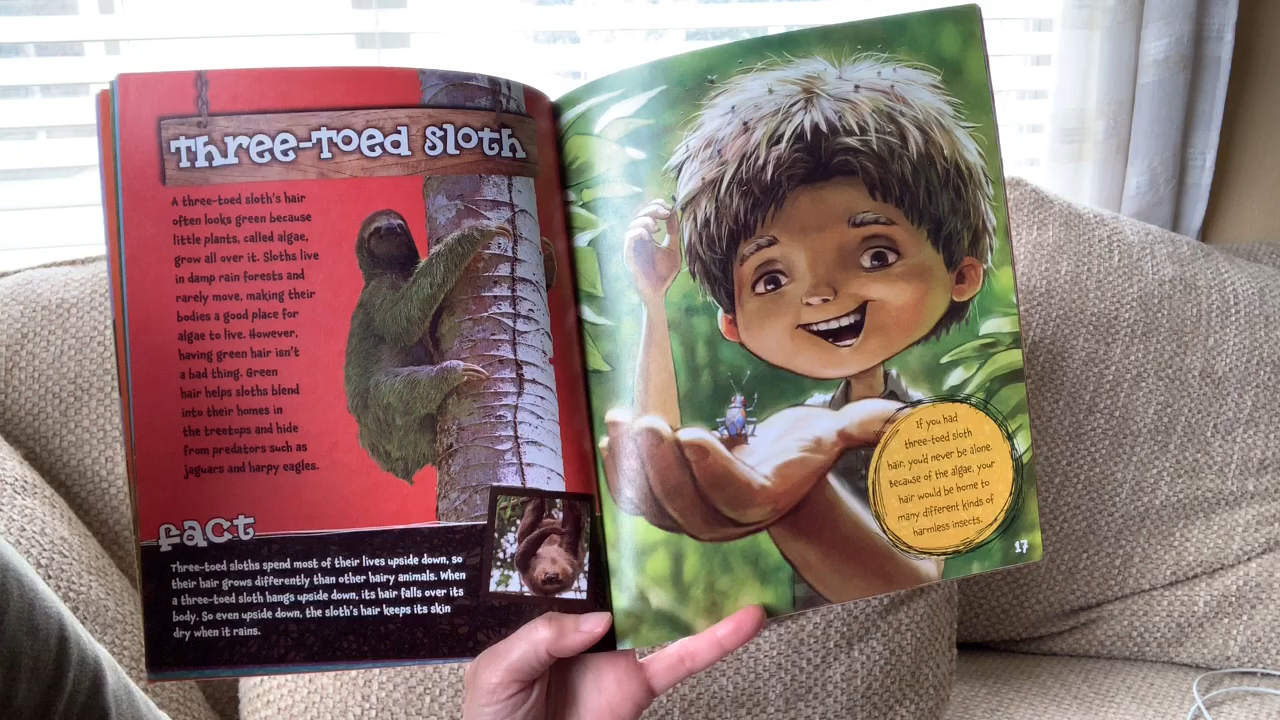 Three-Toed Sloth
A three-toed sloth's hair
often looks green because
little plants, called algae,
grow all over it. Sloths live
in damp rain forests and
rarely move, making their
bodies a good place for
algae to live. However,
having green hair isn't
a bad thing. Green
hair helps sloths blend
into their homes in
the treetops and hide
from predators such as
jaguars and harpy eagles.
fact
Three-toed sloths spend most of their lives upside down, so
their hair grows differently than other hairy animals. When
a three-toed sloth hangs upside down, its hair falls over its
body. So even upside down, the sloth's hair keeps its skin
dry when it rains.
If you had
three-toed sloth
hair, you'd never be alone.
Because of the algae, your
hair would be home to
many different kinds of
harmless insects.
17